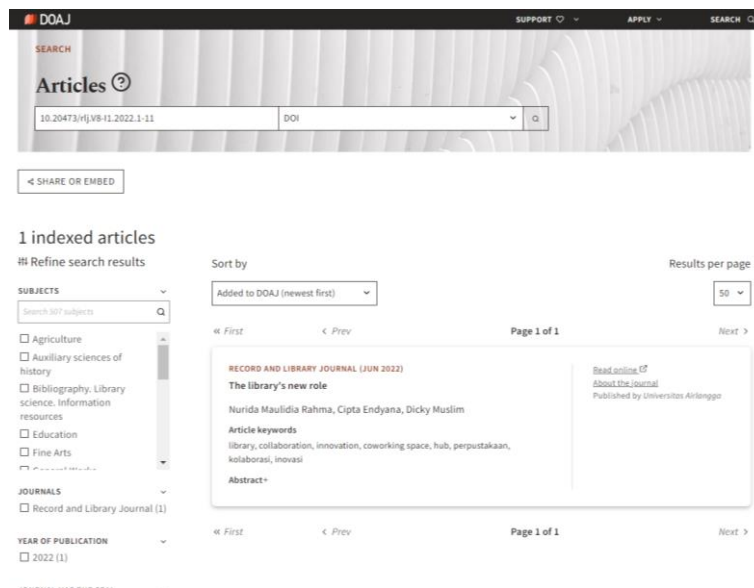 DOAJ
SUPPORT
APPLY
SEARCH
SEARCH
Articles ?
10.20473/rlj.V8-I1.2022.1-11
DOI
SHARE OR EMBED
1 indexed articles
Refine search results
Sort by
Results per page
SUBJECTS
Added to DOAJ (newest first)
50
Search 307 subjects
« First
‹ Prev
Page 1 of 1
Next ›
Agriculture
Auxiliary sciences of
history
Bibliography. Library
science. Information
resources
Education
Fine Arts
RECORD AND LIBRARY JOURNAL (JUN 2022)
The library's new role
Nurida Maulidia Rahma, Cipta Endyana, Dicky Muslim
Article keywords
library, collaboration, innovation, coworking space, hub, perpustakaan,
kolaborasi, inovasi
Abstract+
Read online
About the journal
Published by Universitas Airlangga
JOURNALS
Record and Library Journal (1)
« First
‹ Prev
Page 1 of 1
Next ›
YEAR OF PUBLICATION
2022 (1)